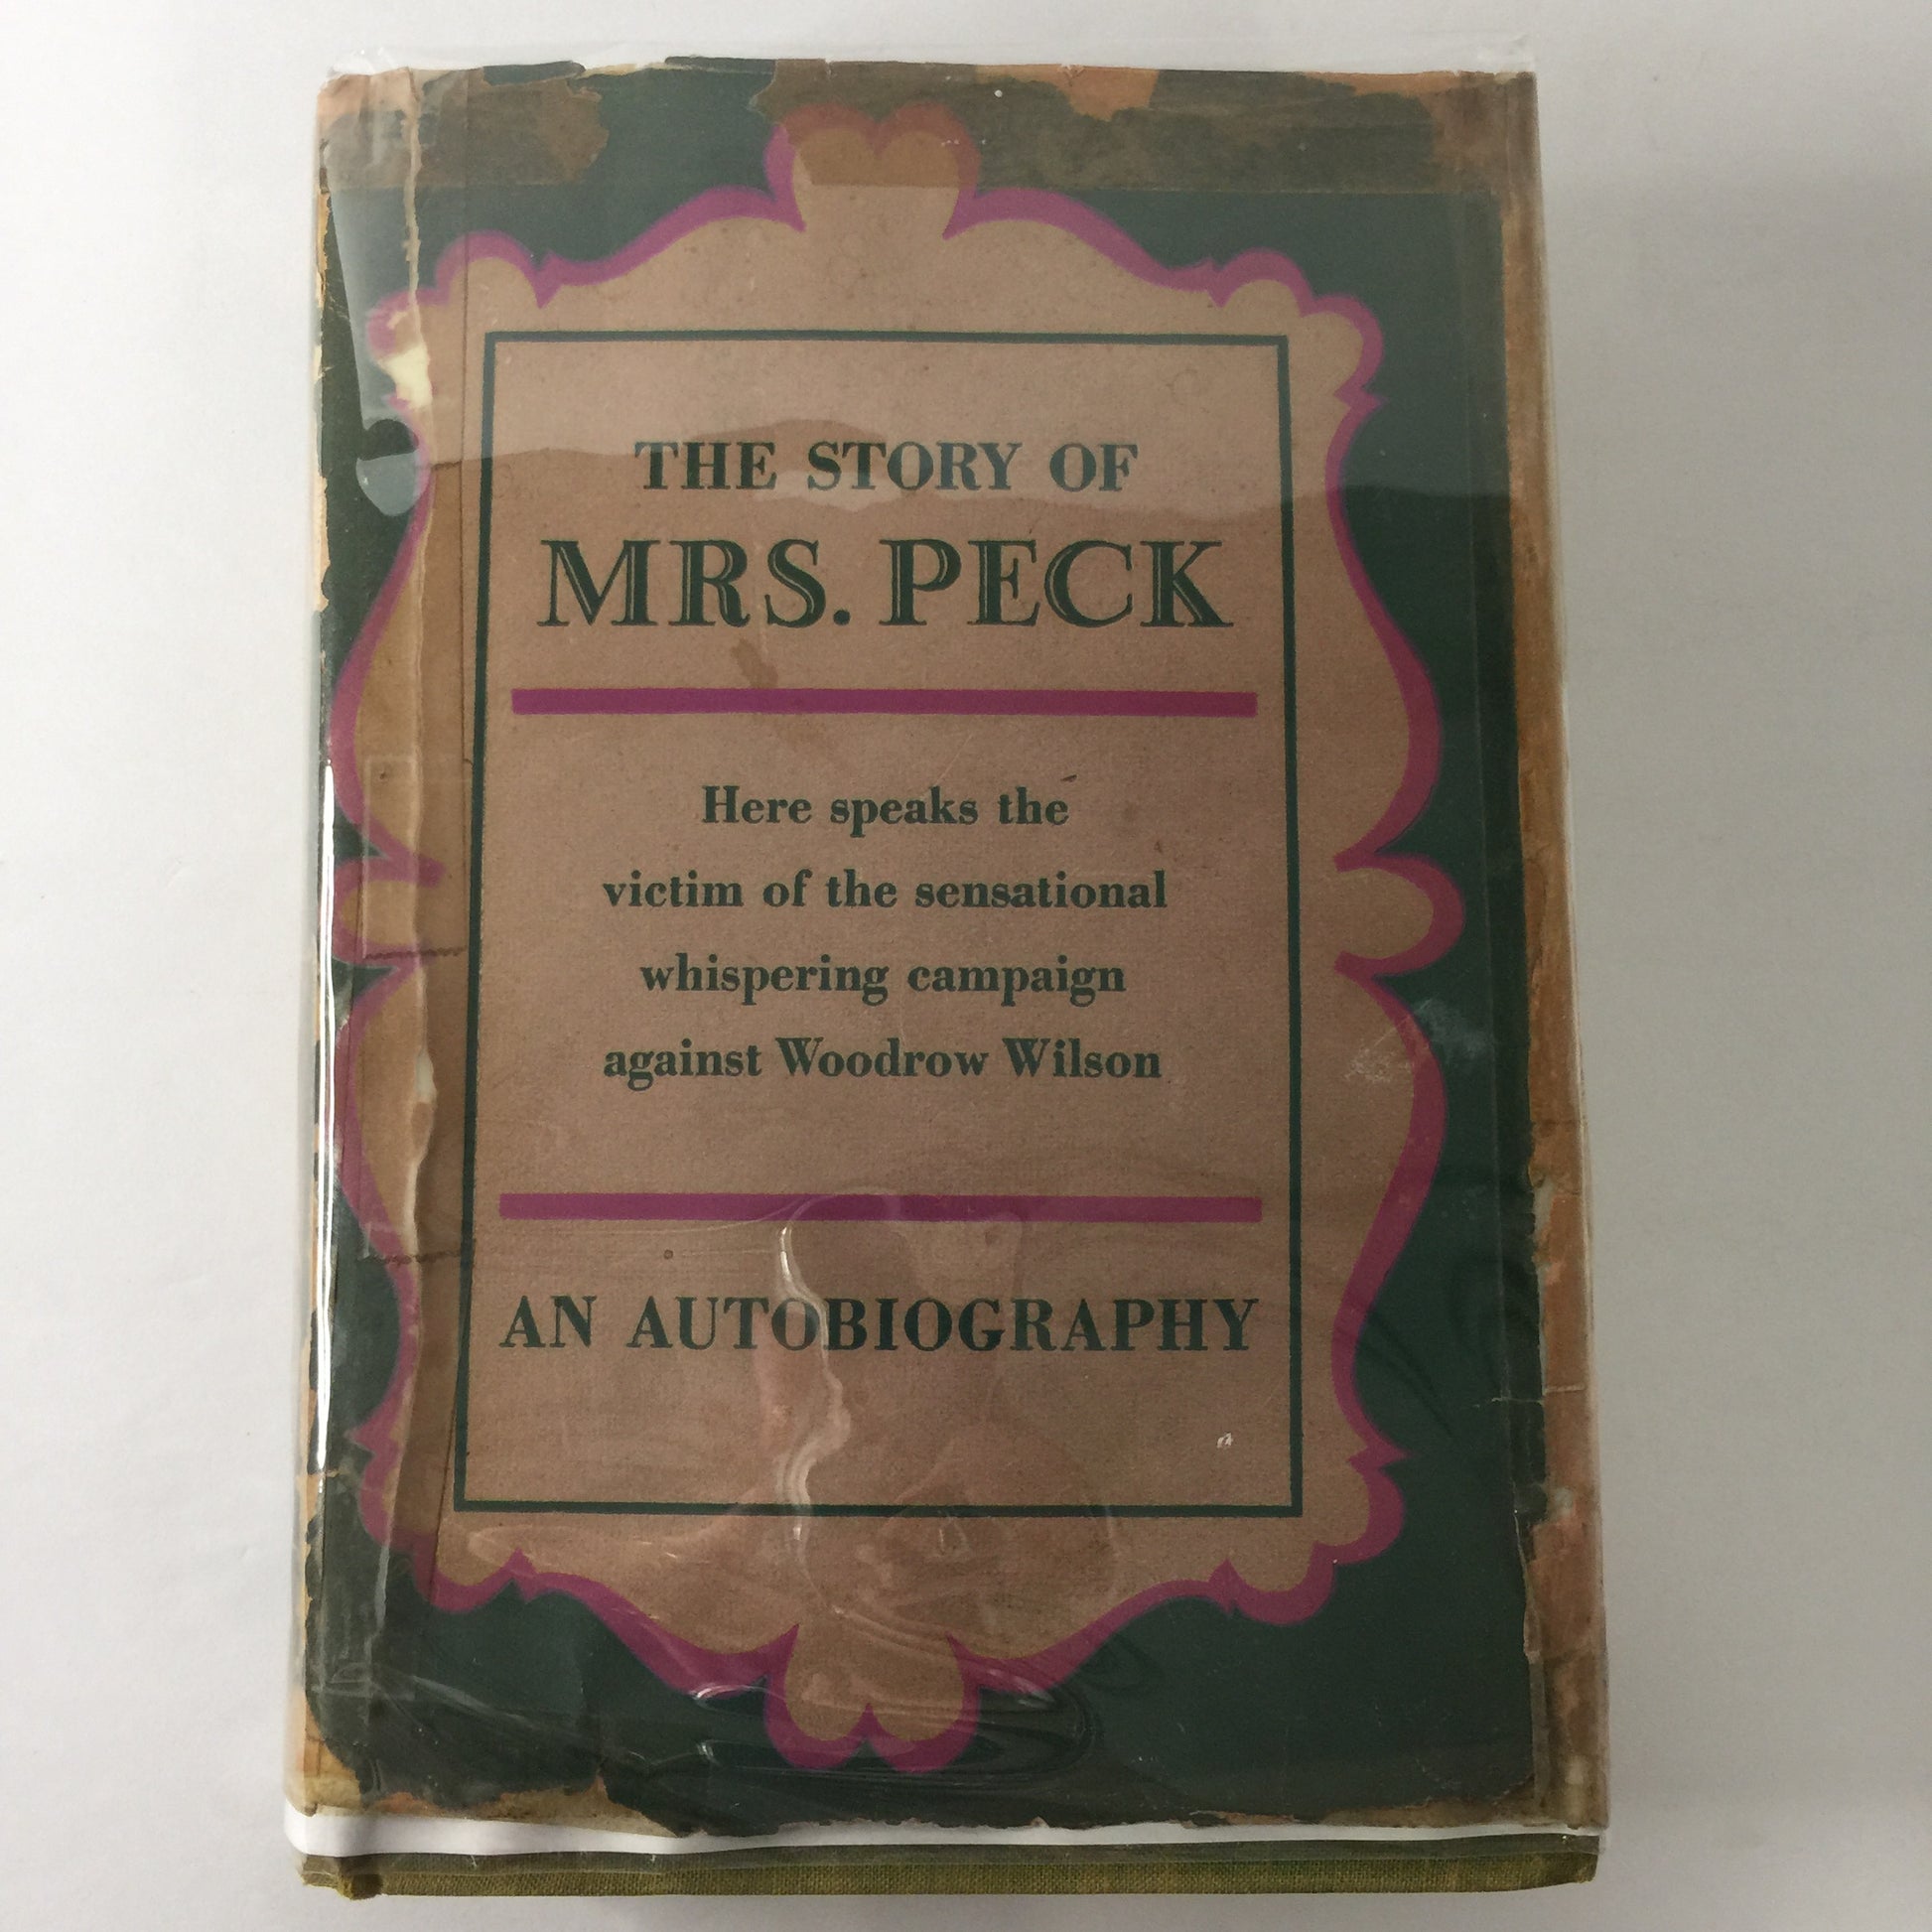 THE STORY OF
MRS. PECK
Here speaks the
victim of the sensational
whispering campaign
against Woodrow Wilson
AN AUTOBIOGRAPHY